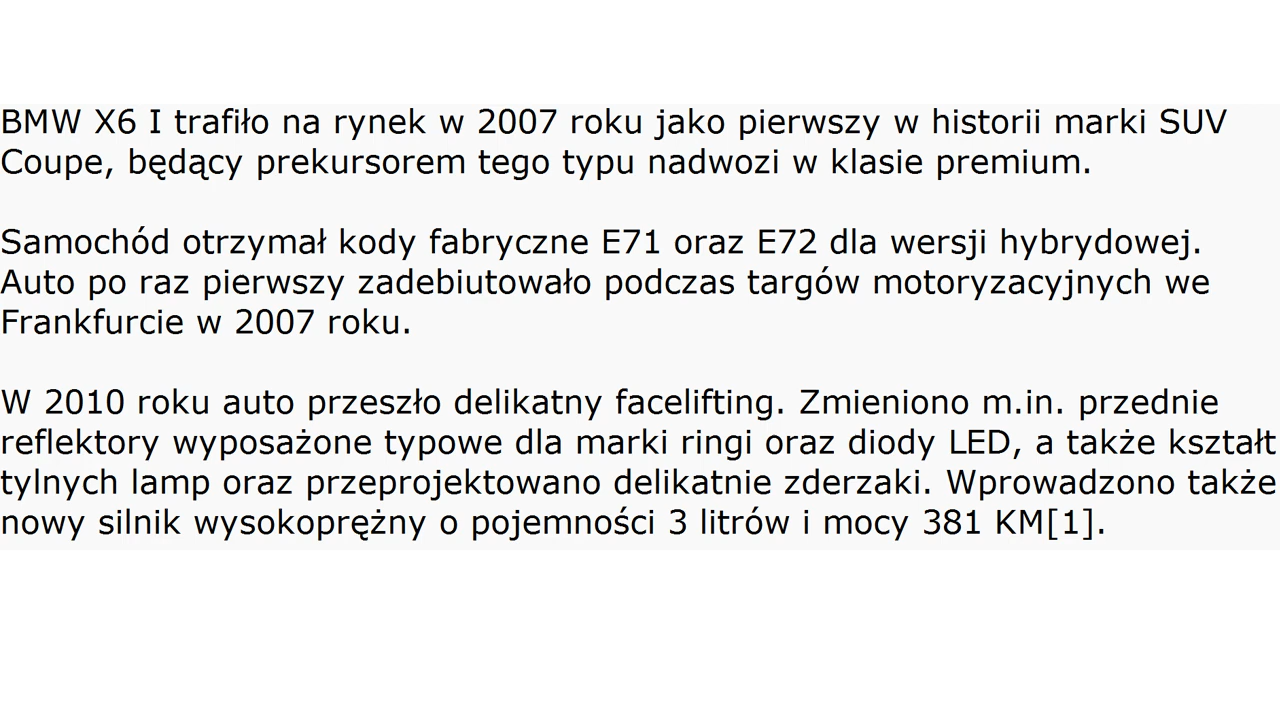 BMW X6 I trafiło na rynek w 2007 roku jako pierwszy w historii marki SUV
Coupe, będący prekursorem tego typu nadwozi w klasie premium.
Samochód otrzymał kody fabryczne E71 oraz E72 dla wersji hybrydowej.
Auto po raz pierwszy zadebiutowało podczas targów motoryzacyjnych we
Frankfurcie w 2007 roku.
W 2010 roku auto przeszło delikatny facelifting. Zmieniono m.in. przednie
reflektory wyposażone typowe dla marki ringi oraz diody LED, a także kształt
tylnych lamp oraz przeprojektowano delikatnie zderzaki. Wprowadzono także
nowy silnik wysokoprężny o pojemności 3 litrów i mocy 381 KM[1].